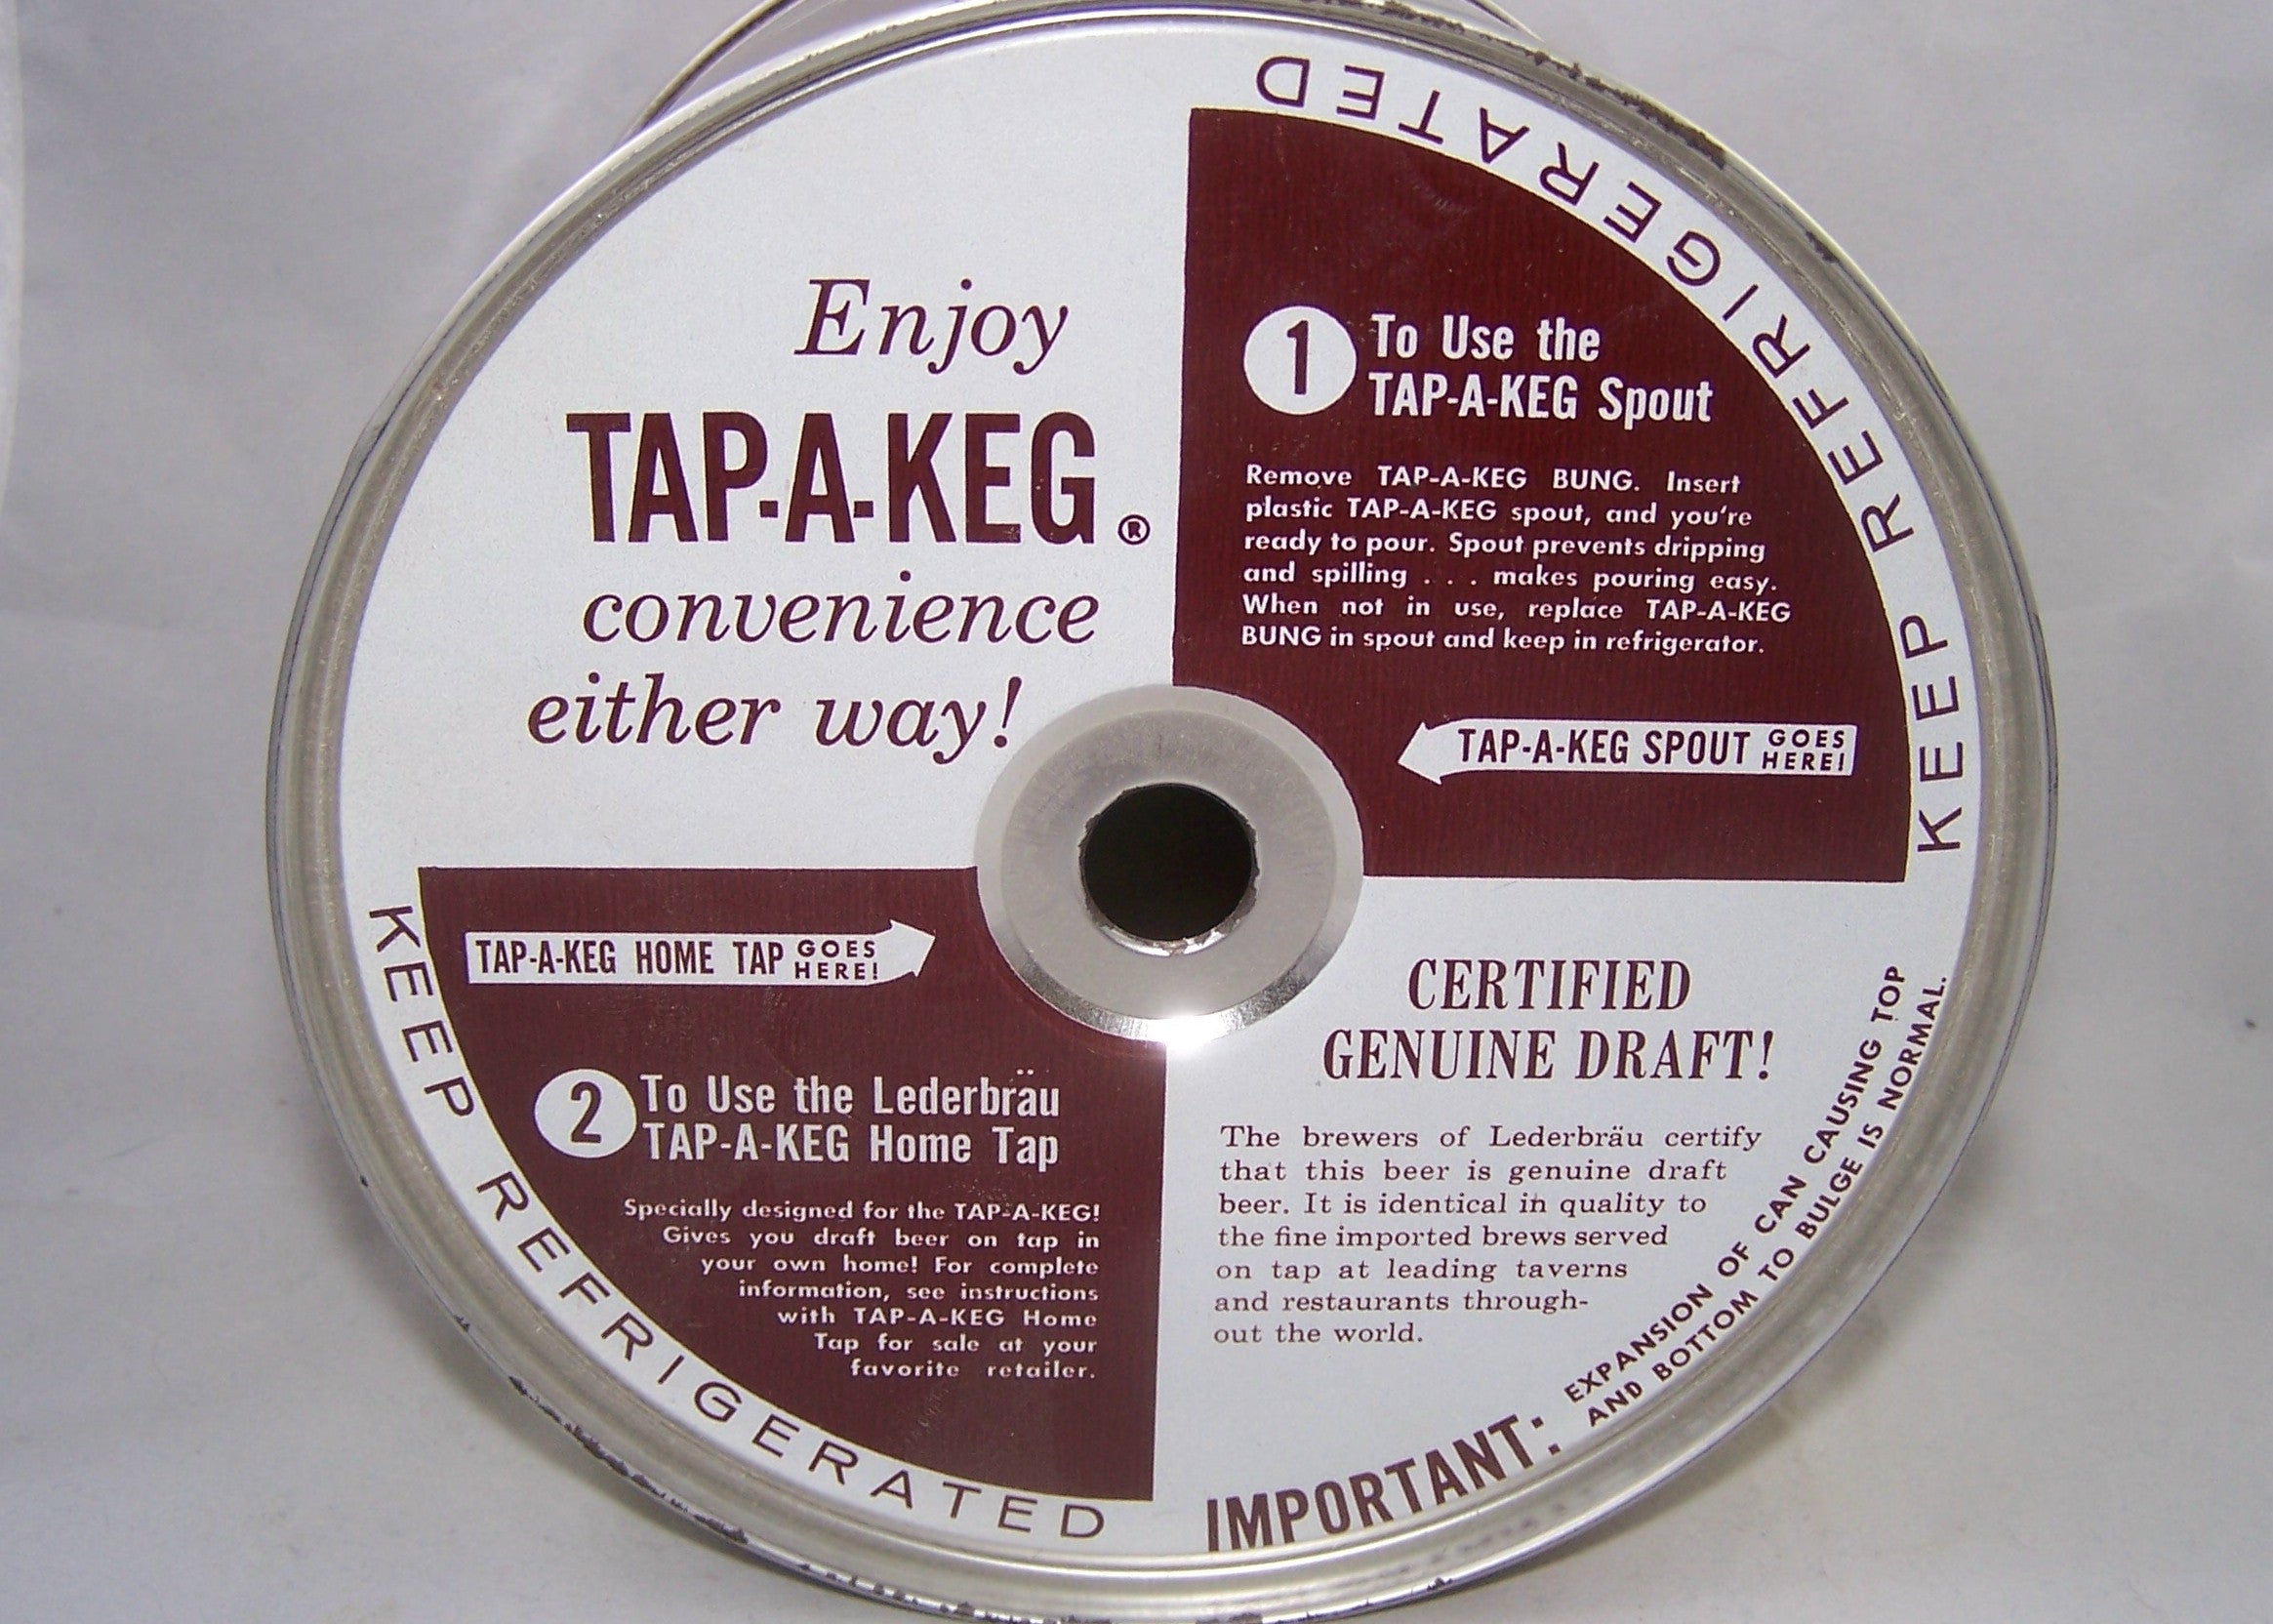 Enjoy
TAP-A-KEG®
convenience
either way!
KEEP REFRIGERATED
1 To Use the
TAP-A-KEG Spout
Remove TAP-A-KEG BUNG. Insert
plastic TAP-A-KEG spout, and you're
ready to pour. Spout prevents dripping
and spilling . . . makes pouring easy.
When not in use, replace TAP-A-KEG
BUNG in spout and keep in refrigerator.
TAP-A-KEG SPOUT GOES
HERE!
TAP-A-KEG HOME TAP GOES
HERE!
2 To Use the Lederbräu
TAP-A-KEG Home Tap
Specially designed for the TAP-A-KEG!
Gives you draft beer on tap in
your own home! For complete
information, see instructions
with TAP-A-KEG Home
Tap for sale at your
favorite retailer.
KEEP REFRIGERATED
CERTIFIED
GENUINE DRAFT!
The brewers of Lederbräu certify
that this beer is genuine draft
beer. It is identical in quality to
the fine imported brews served
on tap at leading taverns
and restaurants through-
out the world.
IMPORTANT: EXPANSION OF CAN CAUSING TOP
AND BOTTOM TO BULGE IS NORMAL.